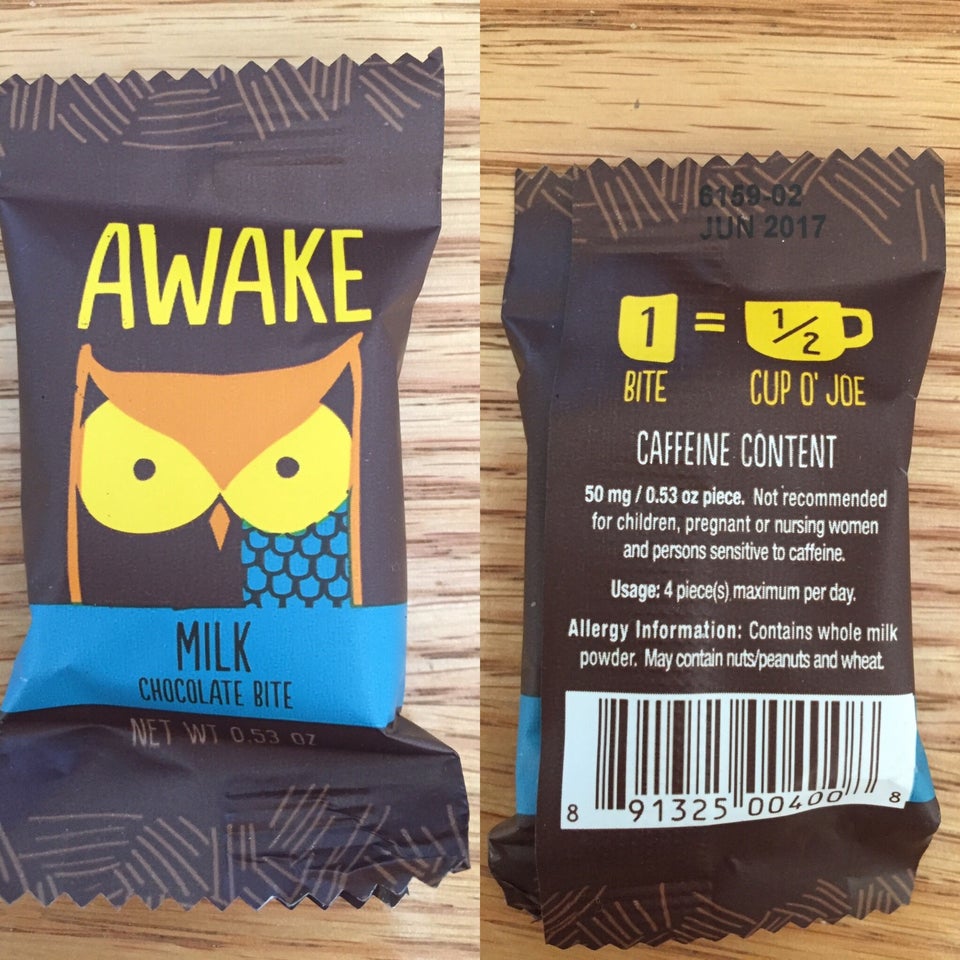 AWAKE
MILK
CHOCOLATE BITE
NET WT 0.53 OZ
6159-02
JUN 2017
1 = 1/2
BITE CUP O' JOE
CAFFEINE CONTENT
50 mg / 0.53 oz piece. Not recommended
for children, pregnant or nursing women
and persons sensitive to caffeine.
Usage: 4 piece(s) maximum per day.
Allergy Information: Contains whole milk
powder. May contain nuts/peanuts and wheat.
8 91325 00400 8